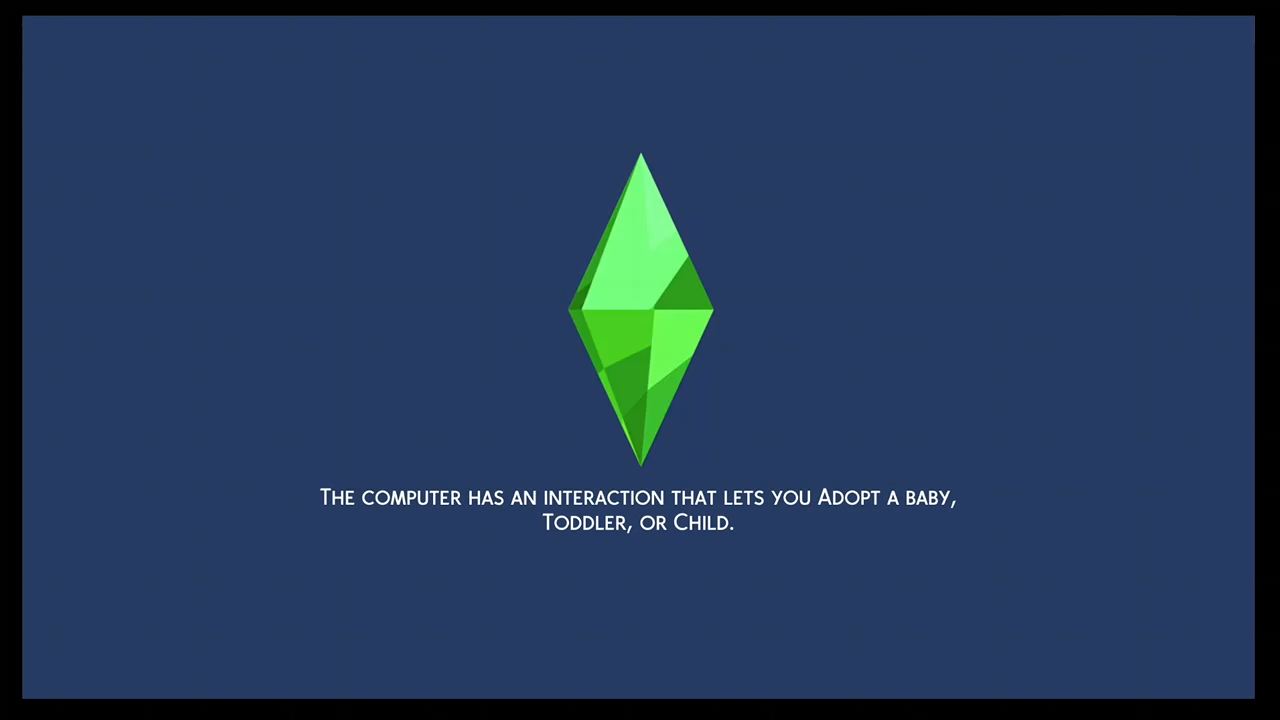 The computer has an interaction that lets you Adopt a baby,
Toddler, or Child.